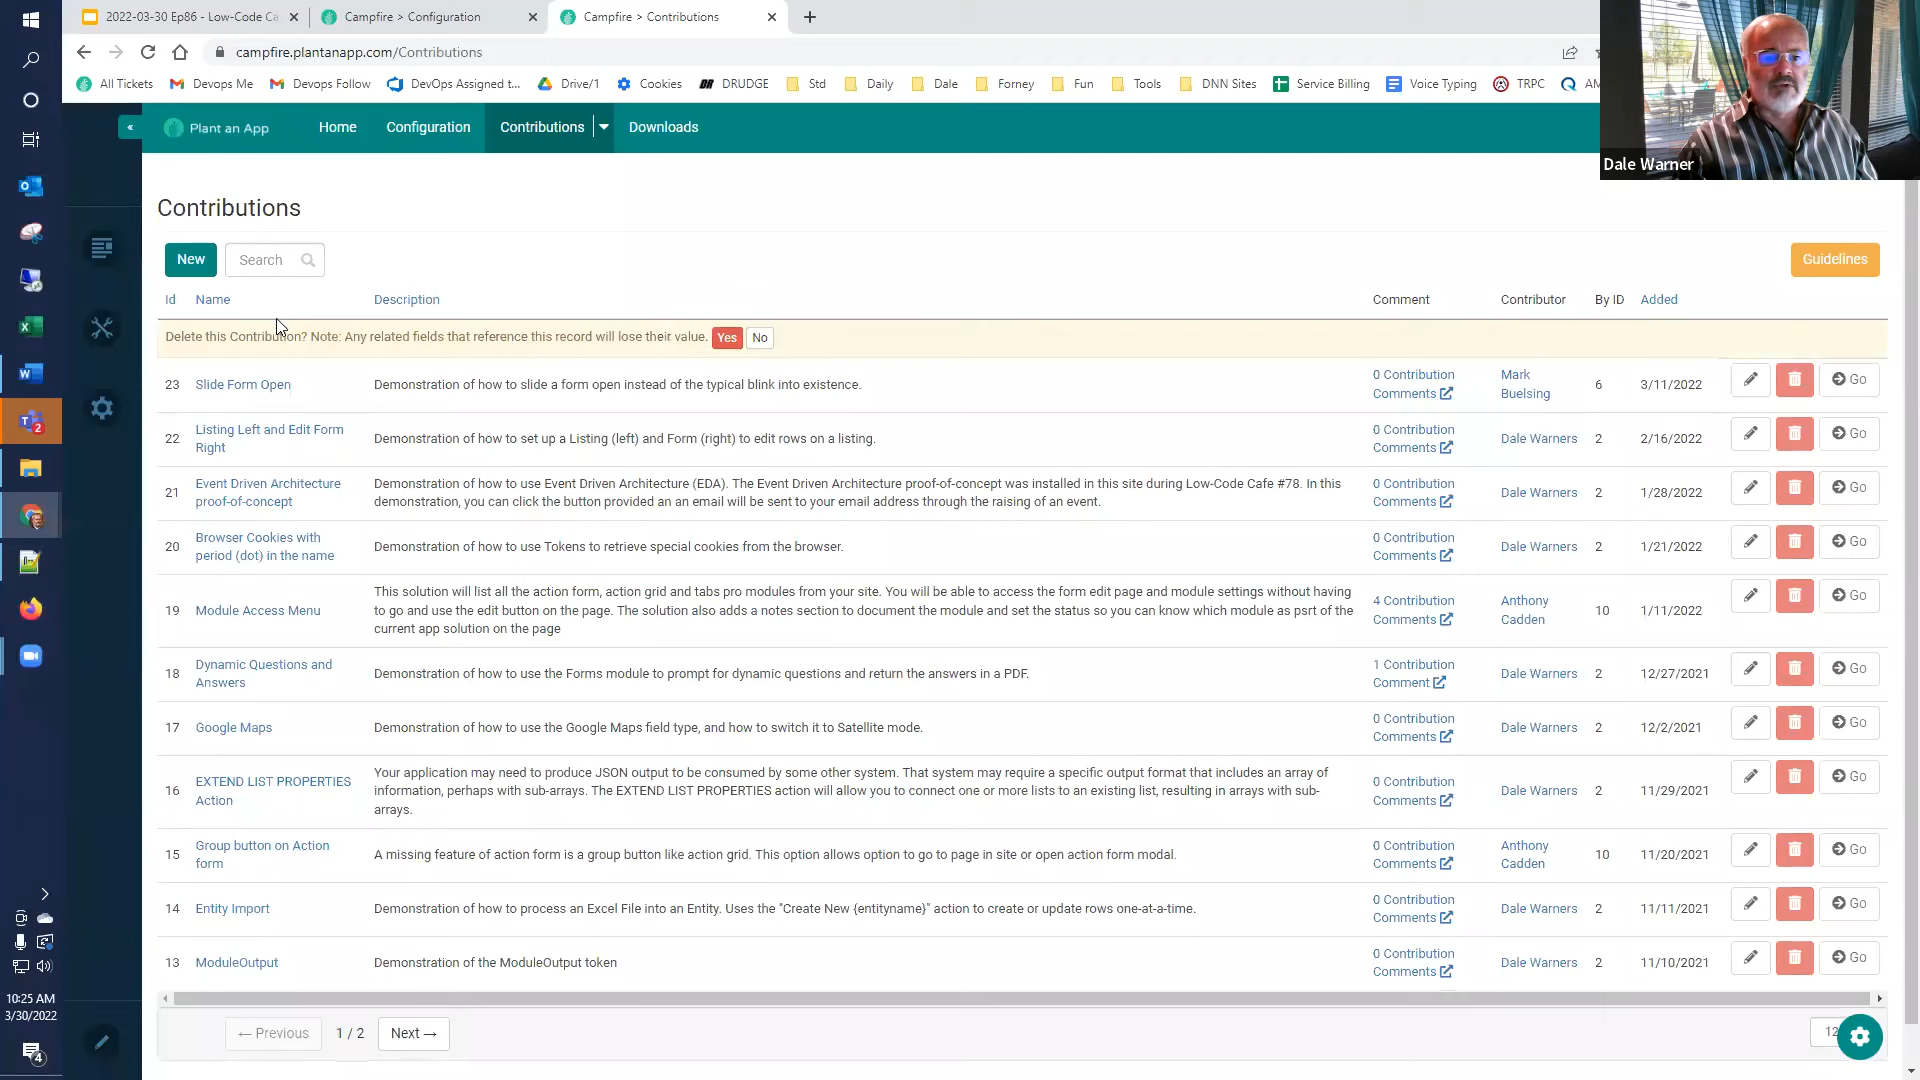 2022-03-30 Ep86 - Low-Code Ca
Campfire > Configuration
Campfire > Contributions
campfire.plantanapp.com/Contributions
All Tickets
Devops Me
Devops Follow
DevOps Assigned t...
Drive/1
Cookies
DRUDGE
Std
Daily
Dale
Forney
Fun
Tools
DNN Sites
Service Billing
Voice Typing
TRPC
Plant an App
Home
Configuration
Contributions
Downloads
Dale Warner
Contributions
New
Search
Guidelines
Id
Name
Description
Comment
Contributor
By ID
Added
Delete this Contribution? Note: Any related fields that reference this record will lose their value.
Yes
No
23
Slide Form Open
Demonstration of how to slide a form open instead of the typical blink into existence.
0 Contribution
Comments
Mark
Buelsing
6
3/11/2022
Go
22
Listing Left and Edit Form
Right
Demonstration of how to set up a Listing (left) and Form (right) to edit rows on a listing.
0 Contribution
Comments
Dale Warners
2
2/16/2022
Go
21
Event Driven Architecture
proof-of-concept
Demonstration of how to use Event Driven Architecture (EDA). The Event Driven Architecture proof-of-concept was installed in this site during Low-Code Cafe #78. In this
demonstration, you can click the button provided an an email will be sent to your email address through the raising of an event.
0 Contribution
Comments
Dale Warners
2
1/28/2022
Go
20
Browser Cookies with
period (dot) in the name
Demonstration of how to use Tokens to retrieve special cookies from the browser.
0 Contribution
Comments
Dale Warners
2
1/21/2022
Go
19
Module Access Menu
This solution will list all the action form, action grid and tabs pro modules from your site. You will be able to access the form edit page and module settings without having
to go and use the edit button on the page. The solution also adds a notes section to document the module and set the status so you can know which module as psrt of the
current app solution on the page
4 Contribution
Comments
Anthony
Cadden
10
1/11/2022
Go
18
Dynamic Questions and
Answers
Demonstration of how to use the Forms module to prompt for dynamic questions and return the answers in a PDF.
1 Contribution
Comment
Dale Warners
2
12/27/2021
Go
17
Google Maps
Demonstration of how to use the Google Maps field type, and how to switch it to Satellite mode.
0 Contribution
Comments
Dale Warners
2
12/2/2021
Go
16
EXTEND LIST PROPERTIES
Action
Your application may need to produce JSON output to be consumed by some other system. That system may require a specific output format that includes an array of
information, perhaps with sub-arrays. The EXTEND LIST PROPERTIES action will allow you to connect one or more lists to an existing list, resulting in arrays with sub-
arrays.
0 Contribution
Comments
Dale Warners
2
11/29/2021
Go
15
Group button on Action
form
A missing feature of action form is a group button like action grid. This option allows option to go to page in site or open action form modal.
0 Contribution
Comments
Anthony
Cadden
10
11/20/2021
Go
14
Entity Import
Demonstration of how to process an Excel File into an Entity. Uses the "Create New {entityname}" action to create or update rows one-at-a-time.
0 Contribution
Comments
Dale Warners
2
11/11/2021
Go
13
ModuleOutput
Demonstration of the ModuleOutput token
0 Contribution
Comments
Dale Warners
2
11/10/2021
Go
← Previous
1 / 2
Next →
12
10:25 AM
3/30/2022
4